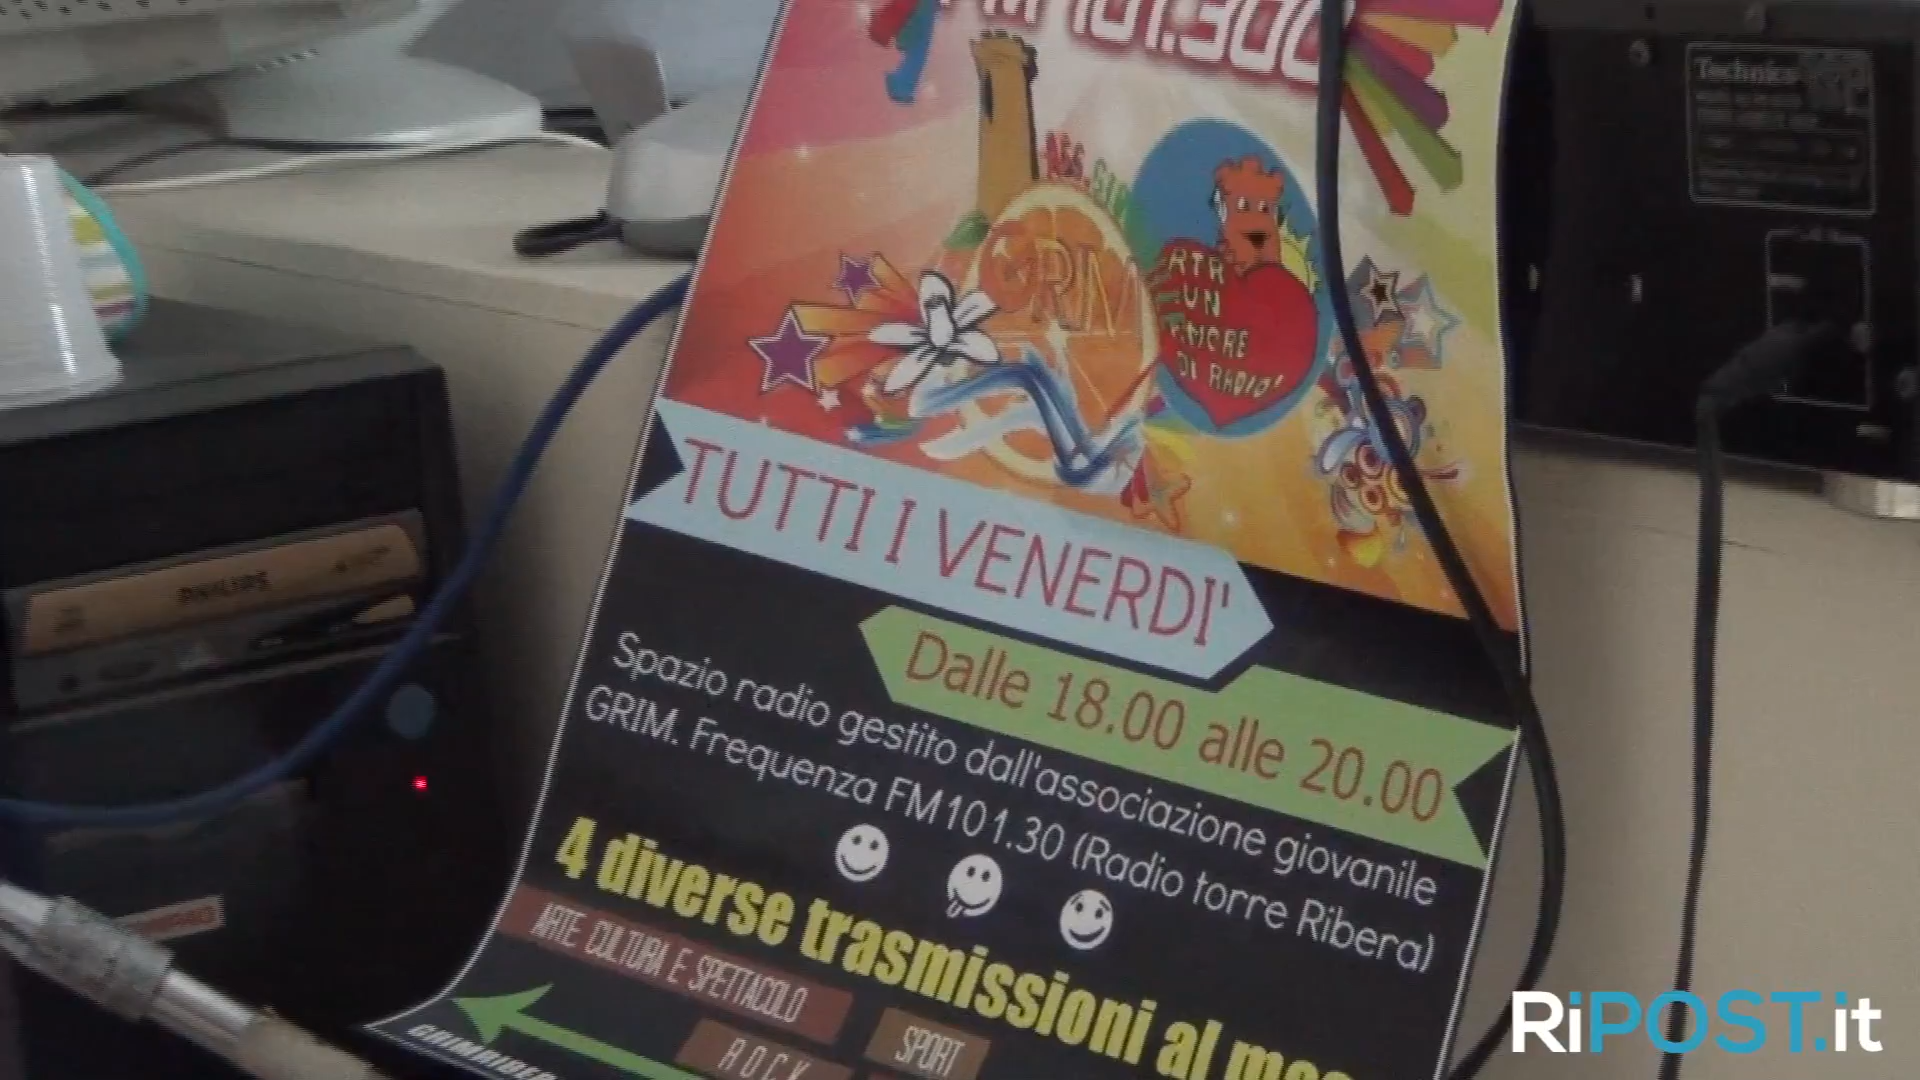 101.300
Technics
GRIM
RTR
UN
AMORE
DI RADIO'
TUTTI I VENERDI'
Dalle 18.00 alle 20.00
Spazio radio gestito dall'associazione giovanile
GRIM. Frequenza FM101.30 (Radio torre Ribera)
4 diverse trasmissioni al
ARTE CULTURA E SPETTACOLO
SPORT
ROCK
PHILIPS
RiPOST.it